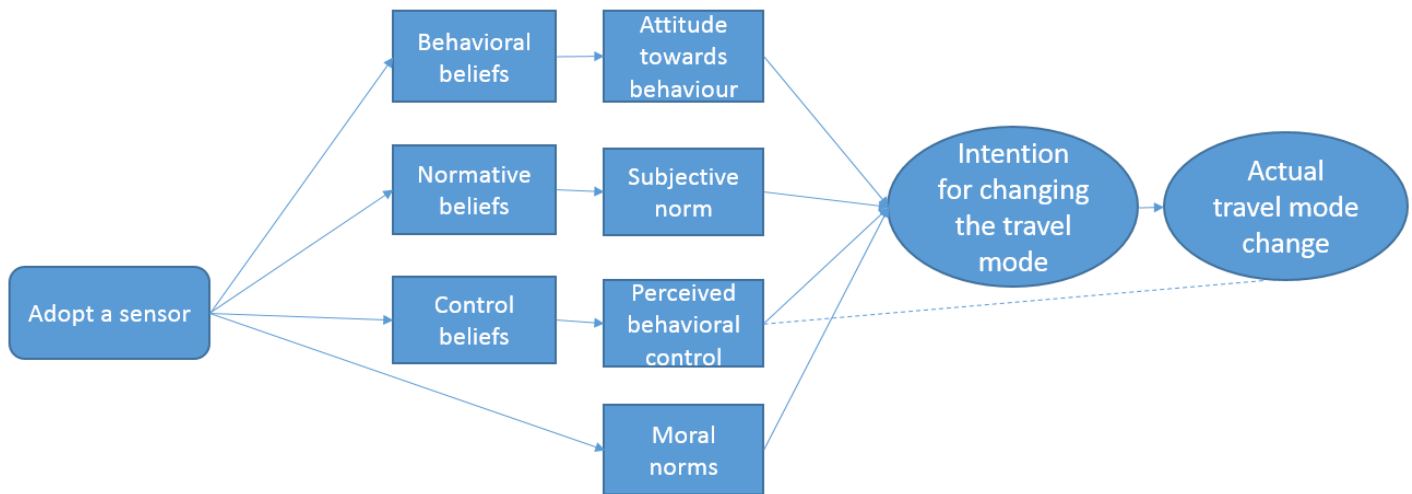 Adopt a sensor
Behavioral
beliefs
Attitude
towards
behaviour
Normative
beliefs
Subjective
norm
Control
beliefs
Perceived
behavioral
control
Moral
norms
Intention
for changing
the travel
mode
Actual
travel mode
change